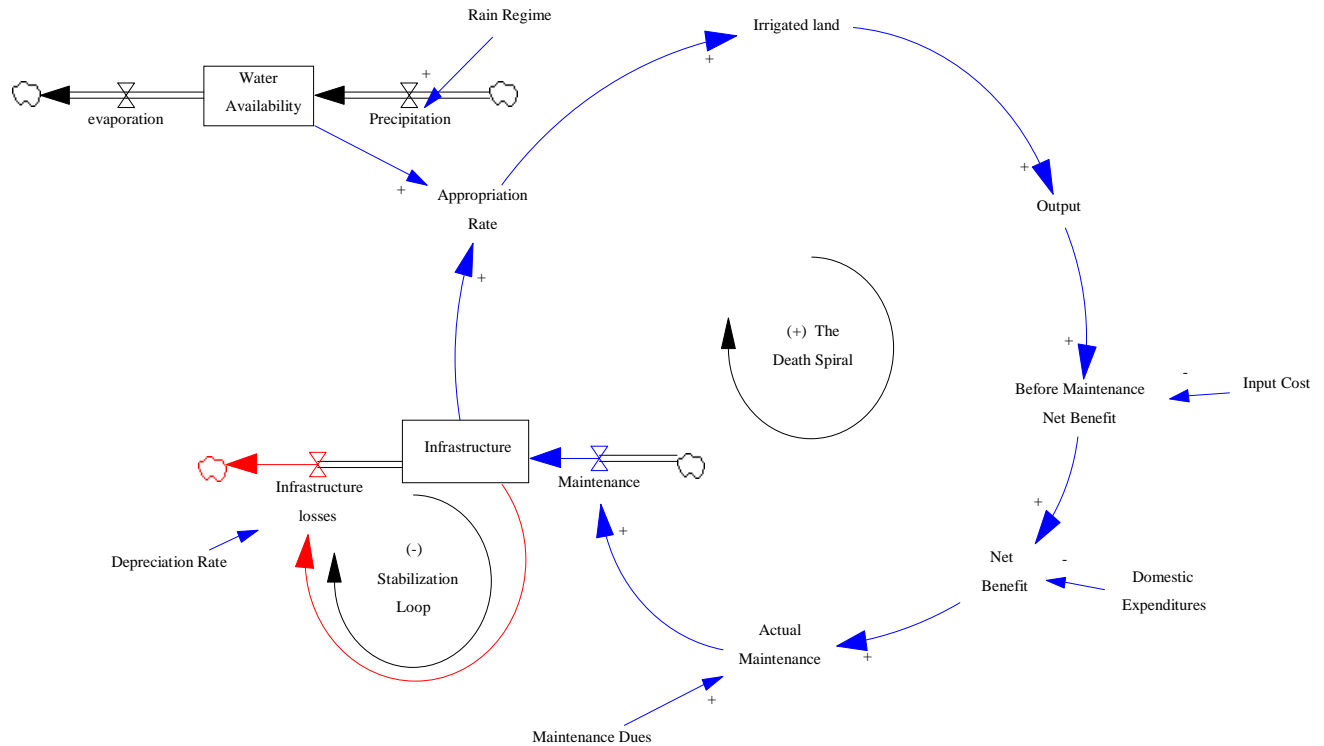 Rain Regime
Irrigated land
+
+
Water
Availability
+
evaporation
Precipitation
+
+
Appropriation
Rate
Output
+
(+) The
Death Spiral
+
-
Before Maintenance
Net Benefit
Input Cost
Infrastructure
Maintenance
Infrastructure
losses
+
+
Depreciation Rate
(-)
Stabilization
Loop
Net
Benefit
-
Domestic
Expenditures
Actual
Maintenance
+
+
Maintenance Dues